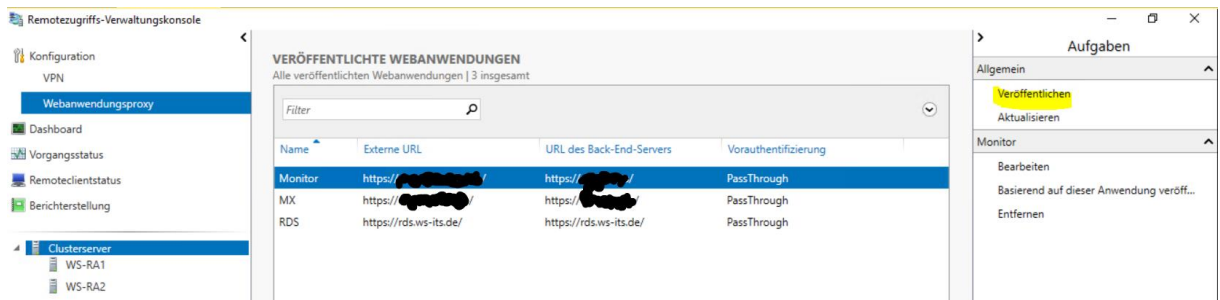 Remotezugriffs-Verwaltungskonsole
Konfiguration
VPN
Webanwendungsproxy
Dashboard
Vorgangsstatus
Remoteclientstatus
Berichterstellung
Clusterserver
WS-RA1
WS-RA2
VERÖFFENTLICHTE WEBANWENDUNGEN
Alle veröffentlichten Webanwendungen | 3 insgesamt
Filter
Name Externe URL URL des Back-End-Servers Vorauthentifizierung
Monitor https:// / https:// / PassThrough
MX https:// / https:// / PassThrough
RDS https://rds.ws-its.de/ https://rds.ws-its.de/ PassThrough
Aufgaben
Allgemein
Veröffentlichen
Aktualisieren
Monitor
Bearbeiten
Basierend auf dieser Anwendung veröff...
Entfernen